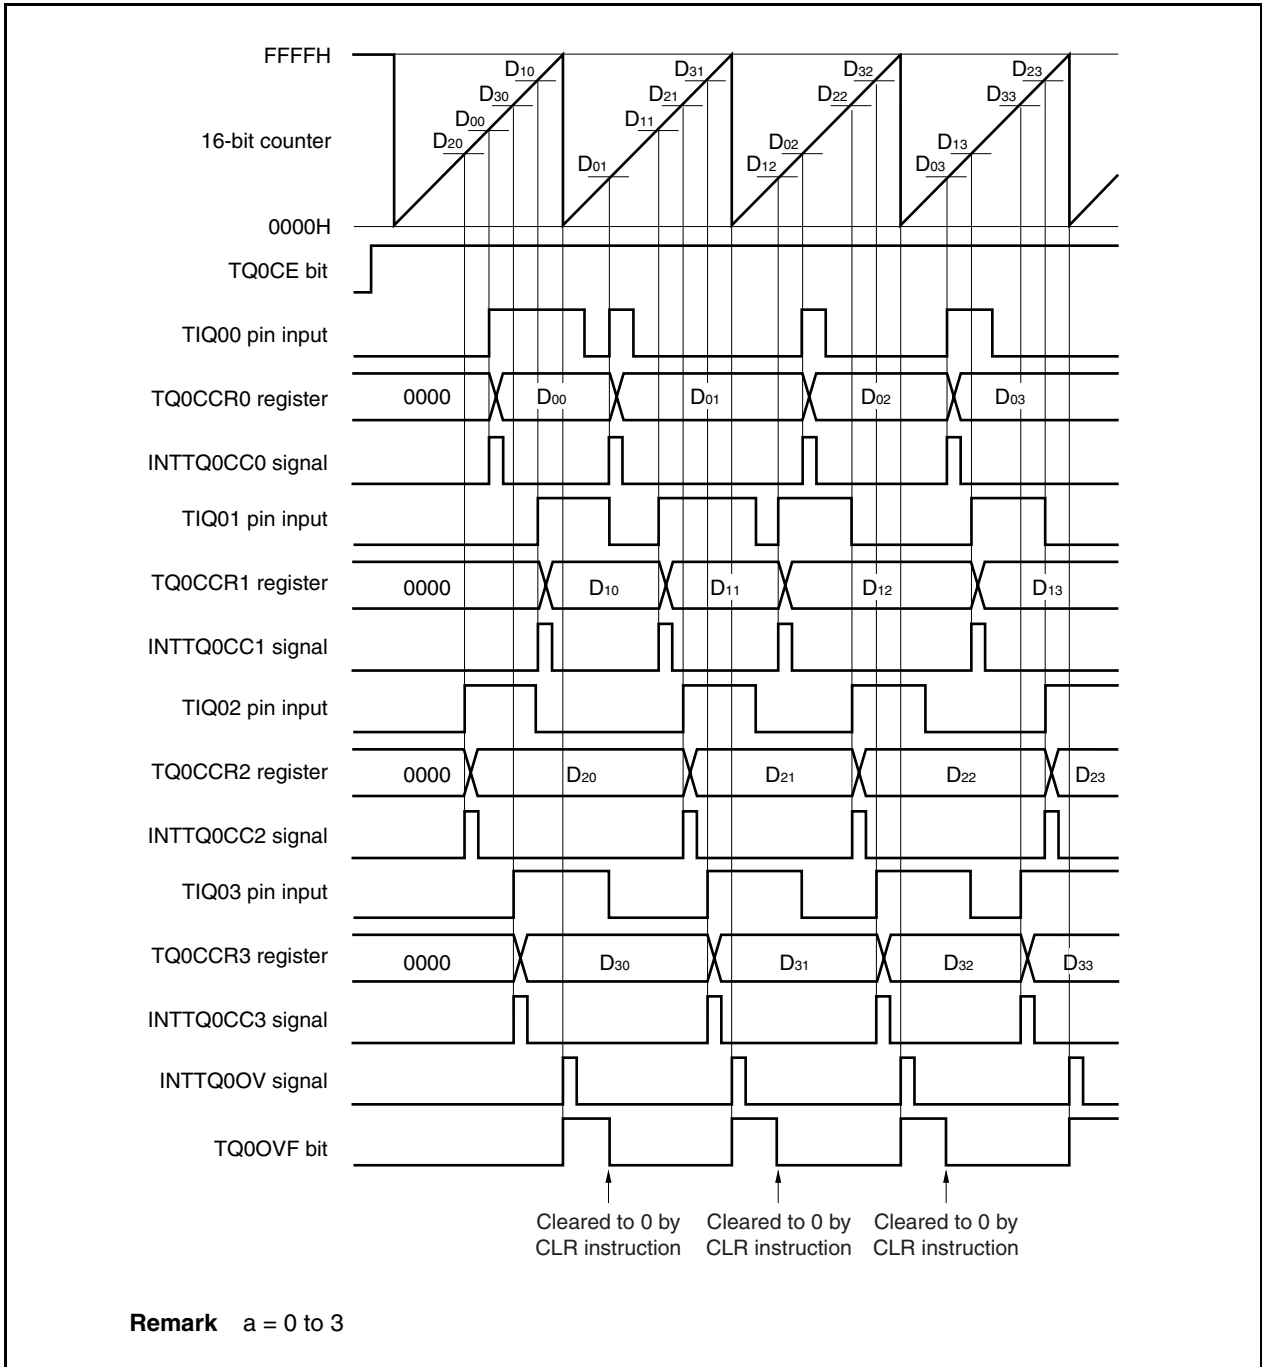 FFFFH
D10
D31
D32
D23
D30
D21
D22
D33
D00
D11
16-bit counter
D20
D02
D13
D01
D12
D03
0000H
TQ0CE bit
TIQ00 pin input
TQ0CCR0 register
0000
D00
D01
D02
D03
INTTQ0CC0 signal
TIQ01 pin input
TQ0CCR1 register
0000
D10
D11
D12
D13
INTTQ0CC1 signal
TIQ02 pin input
TQ0CCR2 register
0000
D20
D21
D22
D23
INTTQ0CC2 signal
TIQ03 pin input
TQ0CCR3 register
0000
D30
D31
D32
D33
INTTQ0CC3 signal
INTTQ0OV signal
TQ0OVF bit
Cleared to 0 by
CLR instruction
Cleared to 0 by
CLR instruction
Cleared to 0 by
CLR instruction
Remark a = 0 to 3